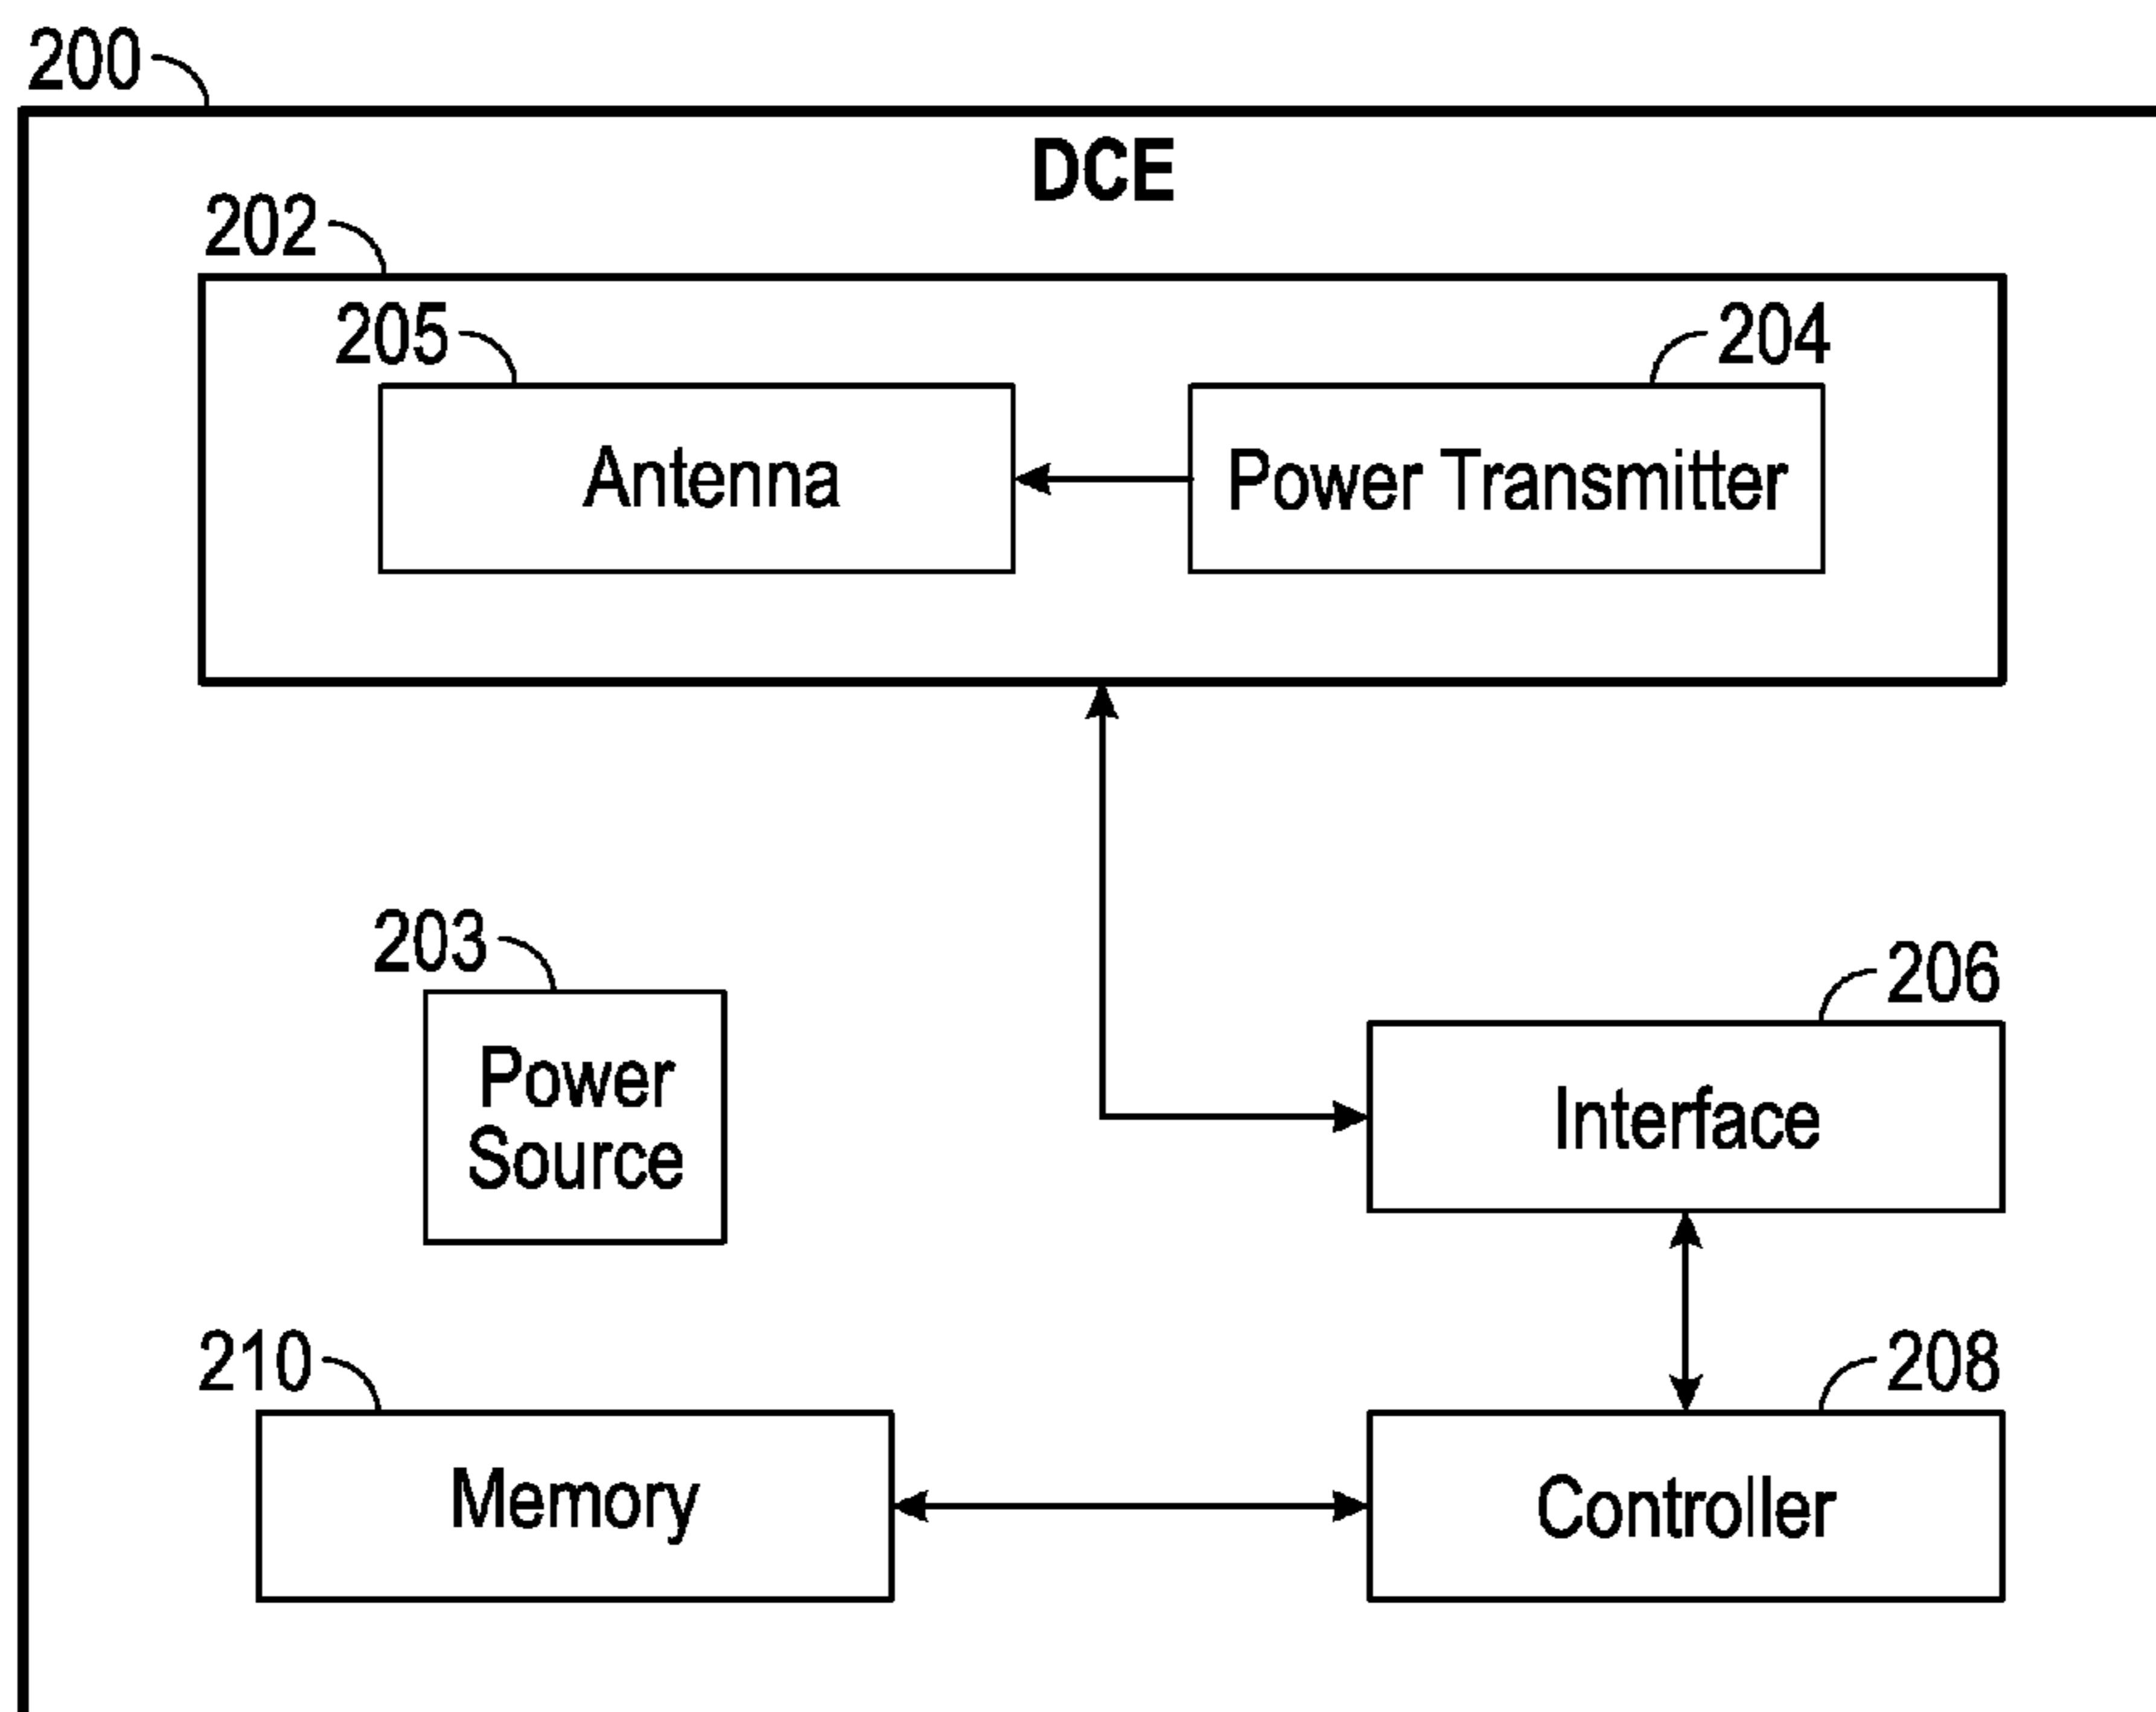 200
DCE
202
205
204
Antenna
Power Transmitter
203
206
Power
Source
Interface
210
208
Memory
Controller